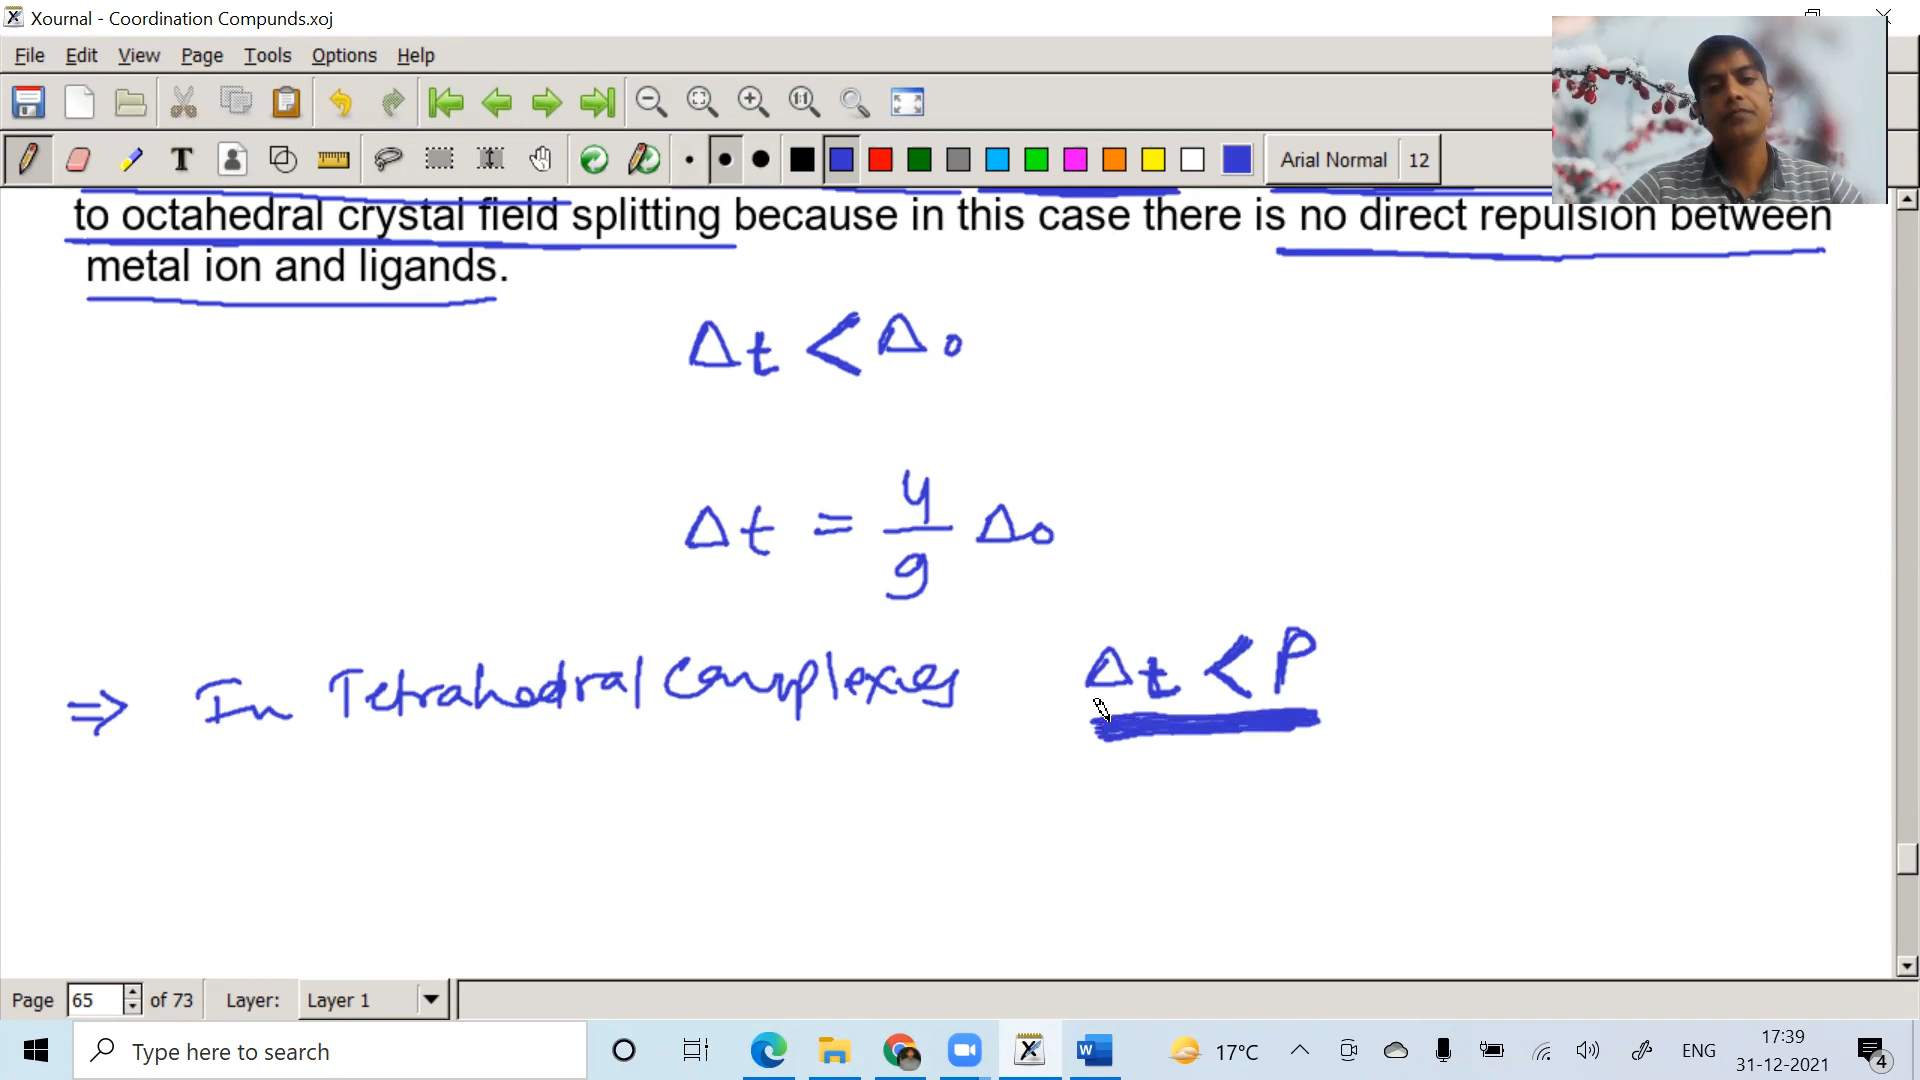 Xournal - Coordination Compunds.xoj
File Edit View Page Tools Options Help
T 1:1 Arial Normal 12
to octahedral crystal field splitting because in this case there is no direct repulsion between
metal ion and ligands.
Δt < Δo
Δt = 4/9 Δo
⇒ In Tetrahedral Complexes Δt < P
Page 65 of 73 Layer: Layer 1
Type here to search
17°C ENG
17:39
31-12-2021
4